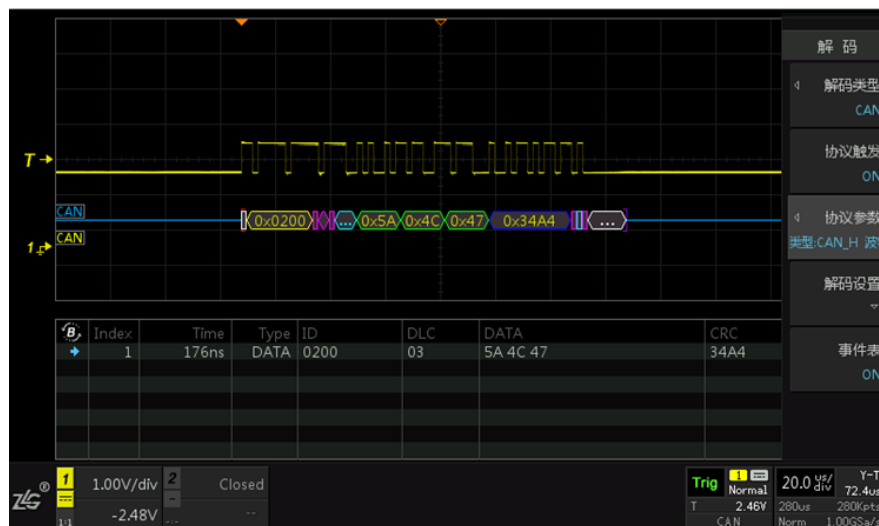 解 码
解码类型
CAN
T
协议触发
ON
CAN
0x0200
...
0x5A
0x4C
0x47
0x34A4
...
协议参数
1
CAN
类型:CAN_H 波
解码设置
B Index Time Type ID DLC DATA CRC
1 176ns DATA 0200 03 5A 4C 47 34A4
事件表
ON
ZLG®
1 1.00V/div 2 Closed
1:1 -2.48V -- --
Trig 1 Normal 20.0 us/div Y-T
72.4us
T 2.46V 280us 280Kpts
CAN Norm 1.00GSa/